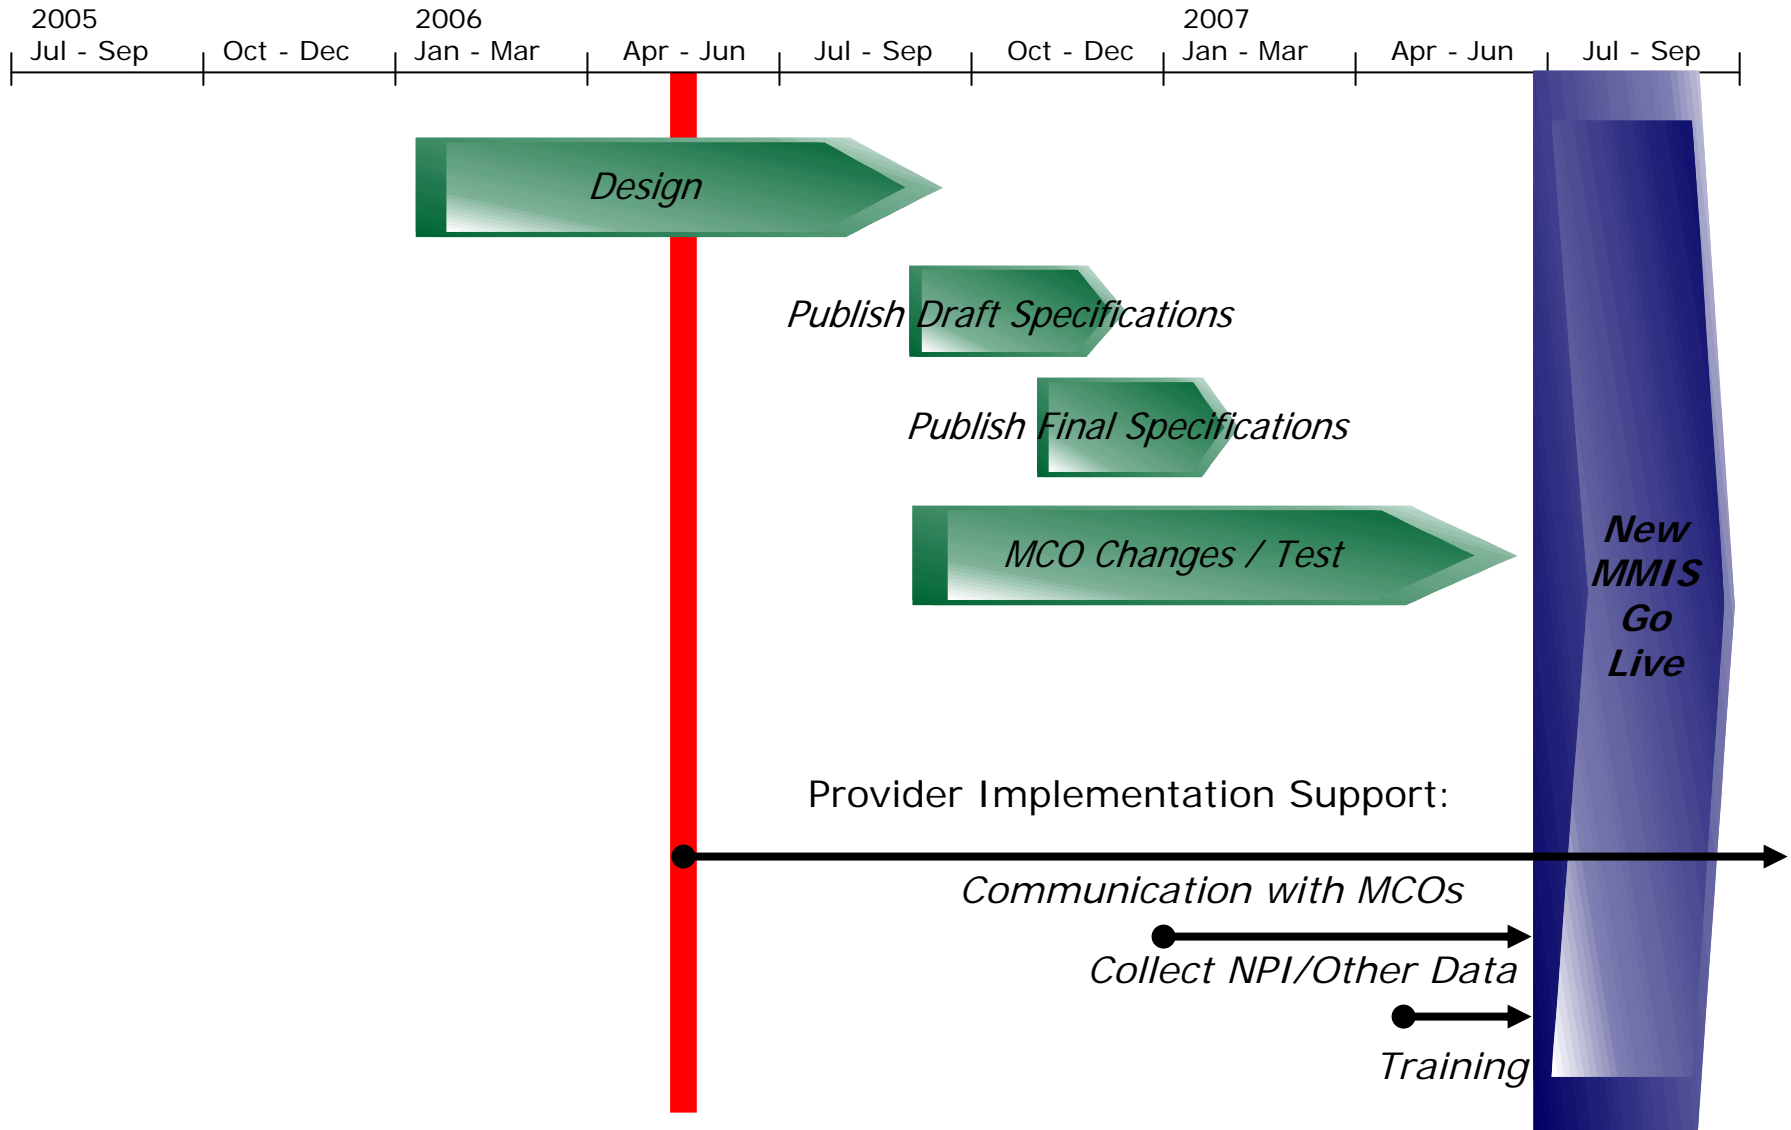 2005
2006
2007
Jul - Sep
Oct - Dec
Jan - Mar
Apr - Jun
Jul - Sep
Oct - Dec
Jan - Mar
Apr - Jun
Jul - Sep
Design
Publish Draft Specifications
Publish Final Specifications
MCO Changes / Test
New
MMIS
Go
Live
Provider Implementation Support:
Communication with MCOs
Collect NPI/Other Data
Training